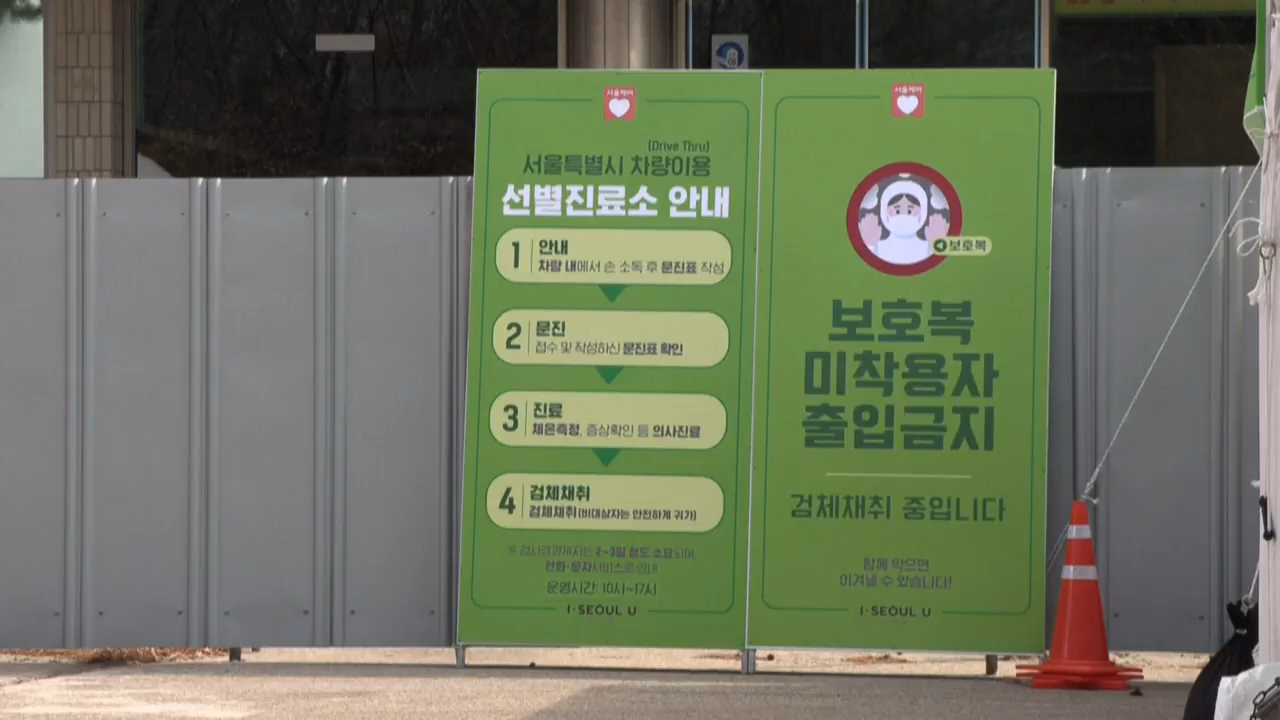 서울케어
(Drive Thru)
서울특별시 차량이용
선별진료소 안내
1 안내
차량 내에서 손 소독 후 문진표 작성
2 문진
접수 및 작성하신 문진표 확인
3 진료
체온측정, 증상확인 등 의사진료
4 검체채취
검체채취 (비대상자는 안전하게 귀가)
※ 검사결과까지는 2~3일 정도 소요되며
전화·문자서비스로 안내
운영시간: 10시~17시
I·SEOUL·U
서울케어
보호복
보호복
미착용자
출입금지
검체채취 중입니다
함께 막으면
이겨낼 수 있습니다!
I·SEOUL·U